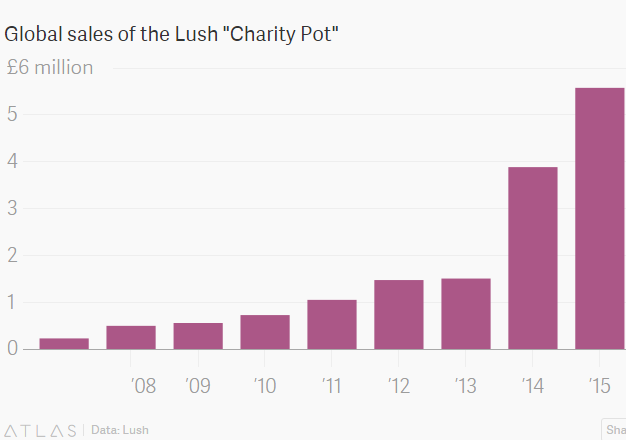 Global sales of the Lush "Charity Pot"
£6 million
5
4
3
2
1
0
'08 '09 '10 '11 '12 '13 '14 '15
ATLAS Data: Lush
Sha